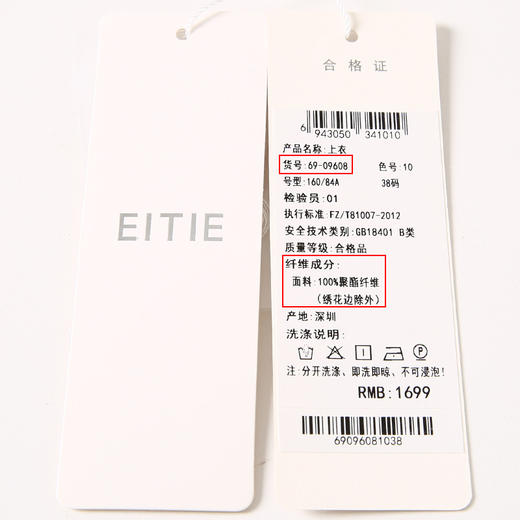 EITIE
合格证
6 943050 341010
产品名称:上衣
货号:69-09608 色号:10
号型:160/84A 38码
检验员:01
执行标准:FZ/T81007-2012
安全技术类别:GB18401 B类
质量等级:合格品
纤维成分:
面料:100%聚酯纤维
(绣花边除外)
产地:深圳
洗涤说明:
P
注:分开洗涤、即洗即晾、不可浸泡!
RMB:1699
69096081038